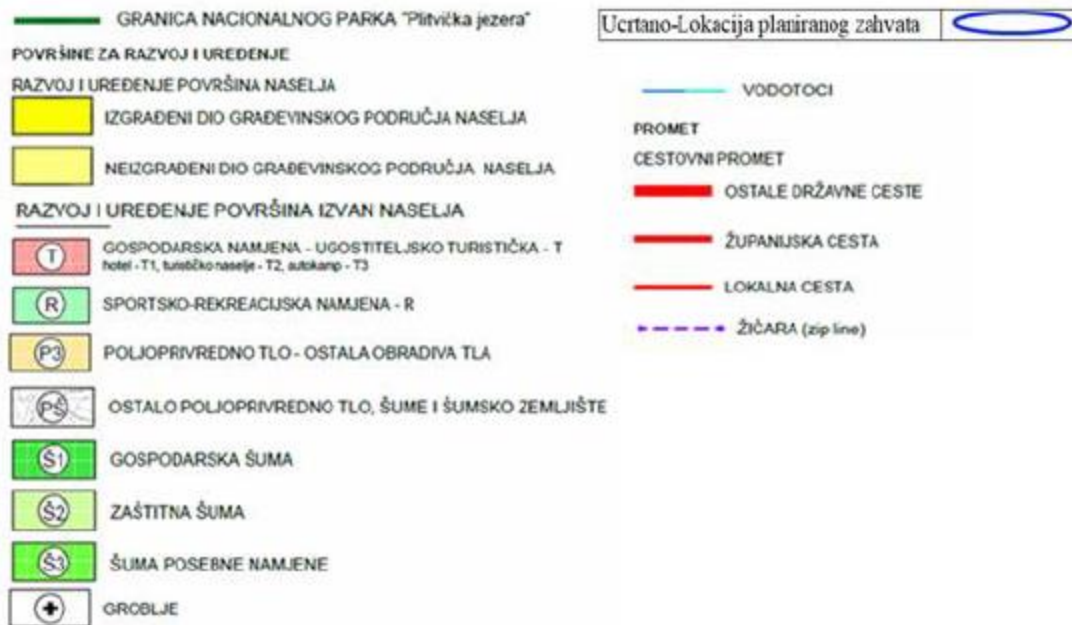 GRANICA NACIONALNOG PARKA "Plitvička jezera"
POVRŠINE ZA RAZVOJ I UREĐENJE
RAZVOJ I UREĐENJE POVRŠINA NASELJA
IZGRAĐENI DIO GRAĐEVINSKOG PODRUČJA NASELJA
NEIZGRAĐENI DIO GRAĐEVINSKOG PODRUČJA NASELJA
RAZVOJ I UREĐENJE POVRŠINA IZVAN NASELJA
T GOSPODARSKA NAMJENA - UGOSTITELJSKO TURISTIČKA - T
hotel - T1, turističko naselje - T2, autokamp - T3
R SPORTSKO-REKREACIJSKA NAMJENA - R
P3 POLJOPRIVREDNO TLO - OSTALA OBRADIVA TLA
PŠ OSTALO POLJOPRIVREDNO TLO, ŠUME I ŠUMSKO ZEMLJIŠTE
Š1 GOSPODARSKA ŠUMA
Š2 ZAŠTITNA ŠUMA
Š3 ŠUMA POSEBNE NAMJENE
GROBLJE
Ucrtano-Lokacija planiranog zahvata
VODOTOCI
PROMET
CESTOVNI PROMET
OSTALE DRŽAVNE CESTE
ŽUPANIJSKA CESTA
LOKALNA CESTA
ŽIČARA (zip line)